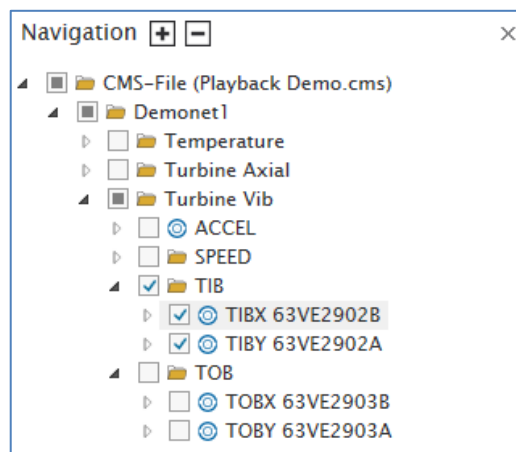 Navigation
CMS-File (Playback Demo.cms)
Demonet1
Temperature
Turbine Axial
Turbine Vib
ACCEL
SPEED
TIB
TIBX 63VE2902B
TIBY 63VE2902A
TOB
TOBX 63VE2903B
TOBY 63VE2903A